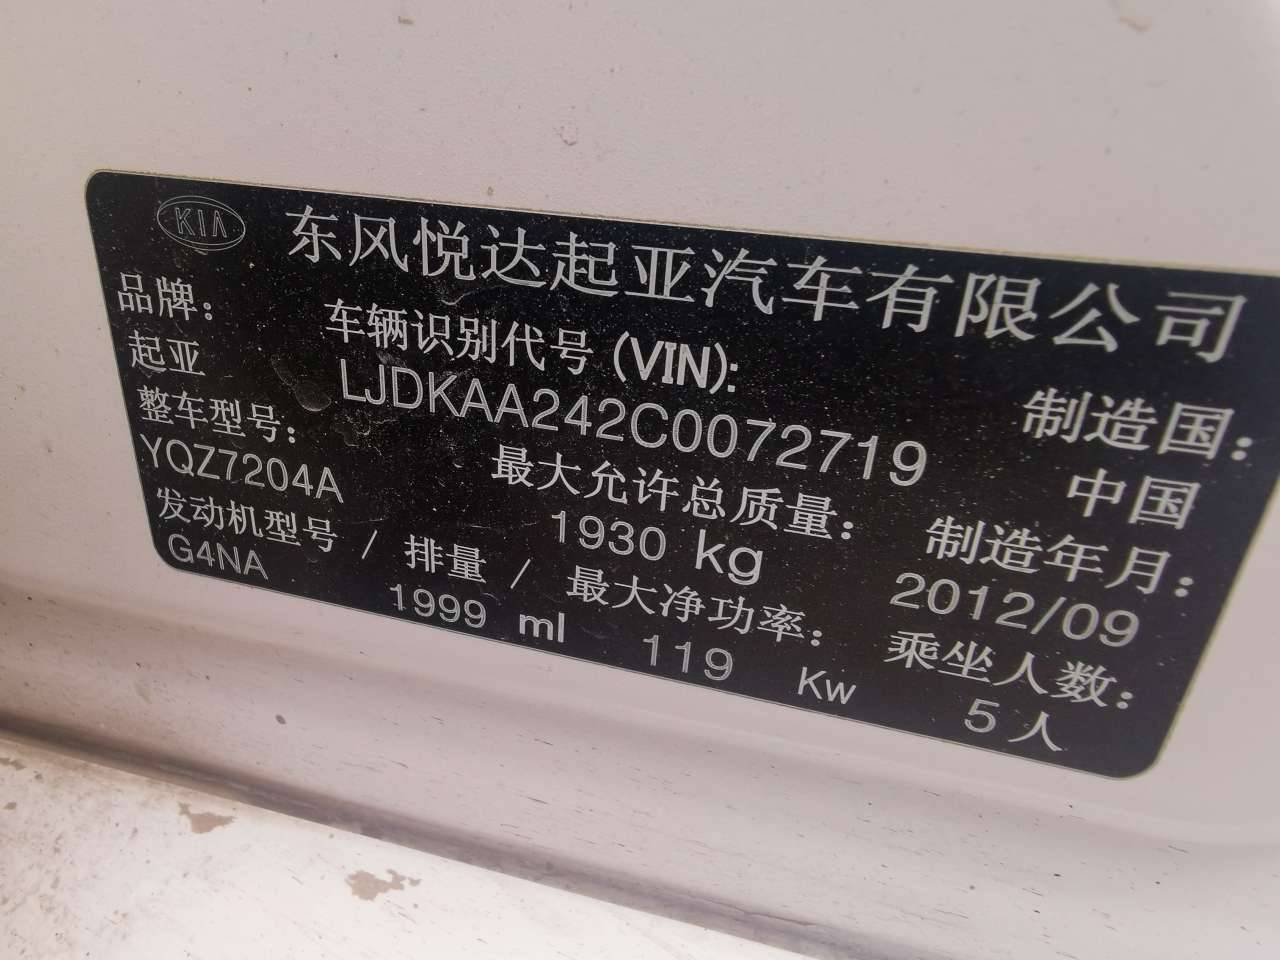 KIA 东风悦达起亚汽车有限公司
品牌： 车辆识别代号 (VIN): 制造国：
起亚 LJDKAA242C0072719 中国
整车型号： 最大允许总质量： 制造年月：
YQZ7204A 1930 kg 2012/09
发动机型号 / 排量 / 最大净功率： 乘坐人数：
G4NA 1999 ml 119 Kw 5 人